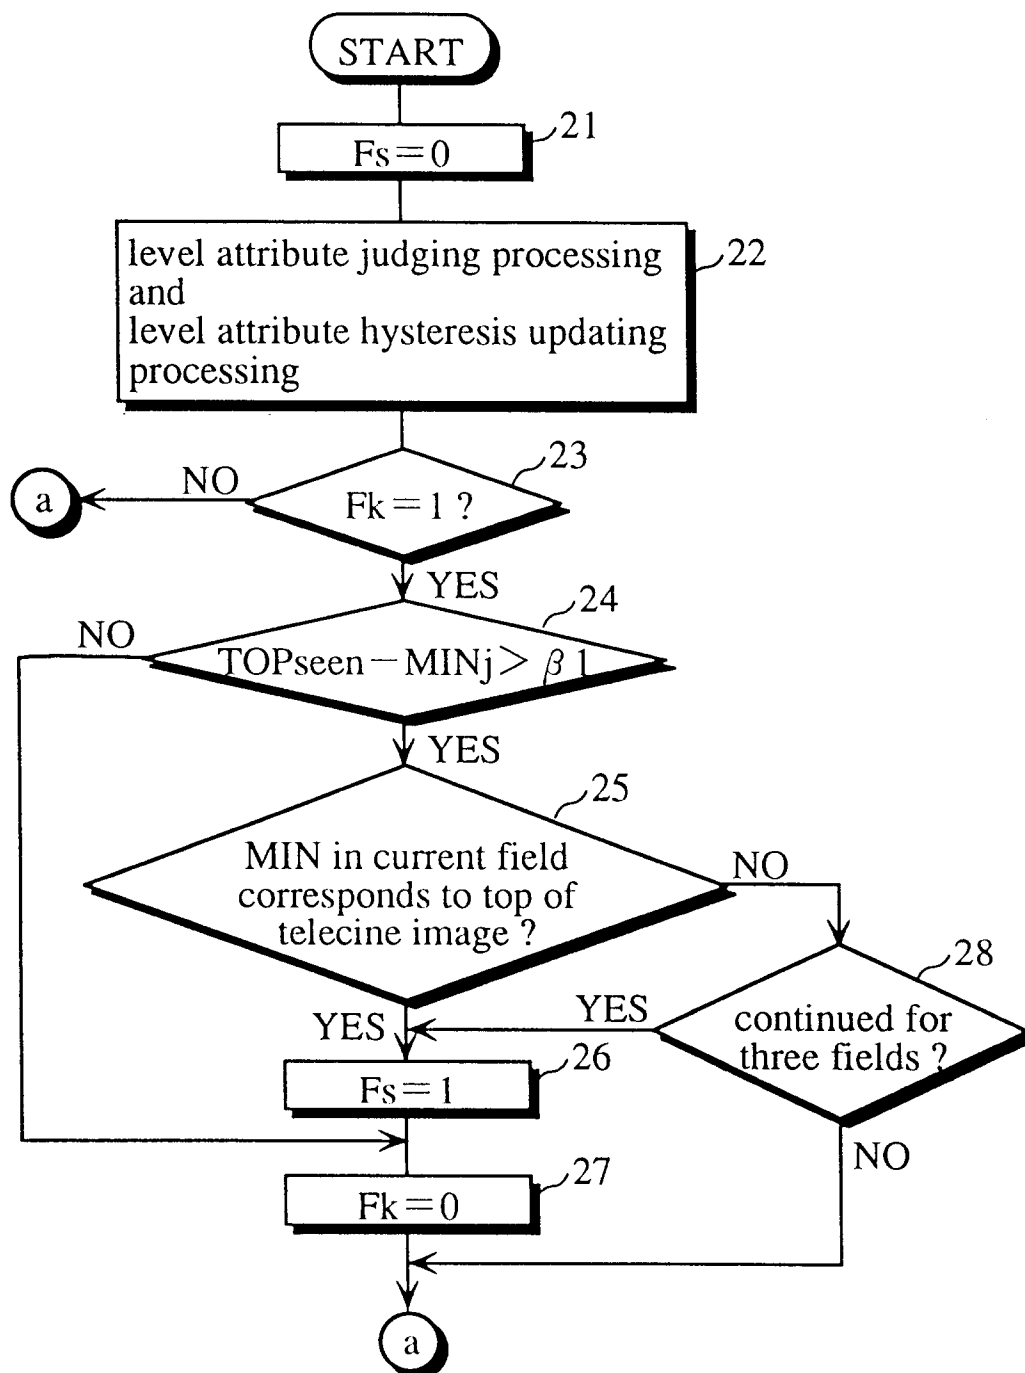 START
21
Fs=0
22
level attribute judging processing
and
level attribute hysteresis updating
processing
23
NO
a
Fk=1 ?
YES
24
NO
TOPseen-MINj> β1
YES
25
MIN in current field
corresponds to top of
telecine image ?
NO
28
YES
YES
continued for
three fields ?
26
Fs=1
NO
27
Fk=0
a